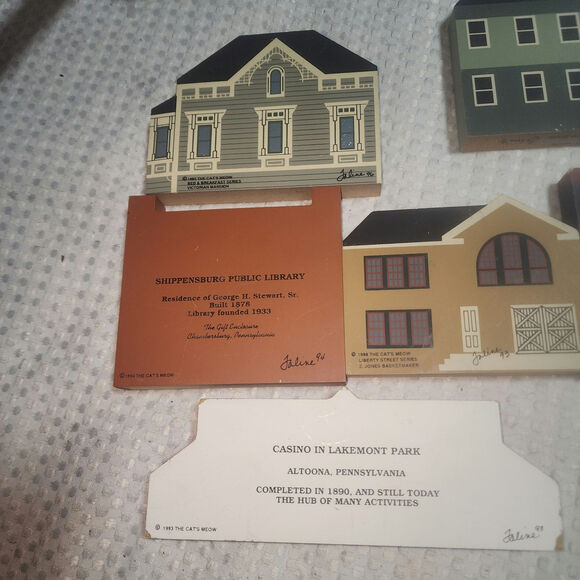 © 1990 THE CAT'S MEOW
BED & BREAKFAST SERIES
VICTORIAN MANSION
Faline 96
SHIPPENSBURG PUBLIC LIBRARY
Residence of George H. Stewart, Sr.
Built 1878
Library founded 1933
The Gift Enclosure
Chambersburg, Pennsylvania
Faline 94
© 1994 THE CAT'S MEOW
© 1988 THE CAT'S MEOW
LIBERTY STREET SERIES
Z. JONES BASKETMAKER
Faline 93
CASINO IN LAKEMONT PARK
ALTOONA, PENNSYLVANIA
COMPLETED IN 1890, AND STILL TODAY
THE HUB OF MANY ACTIVITIES
© 1993 THE CAT'S MEOW
Faline 93